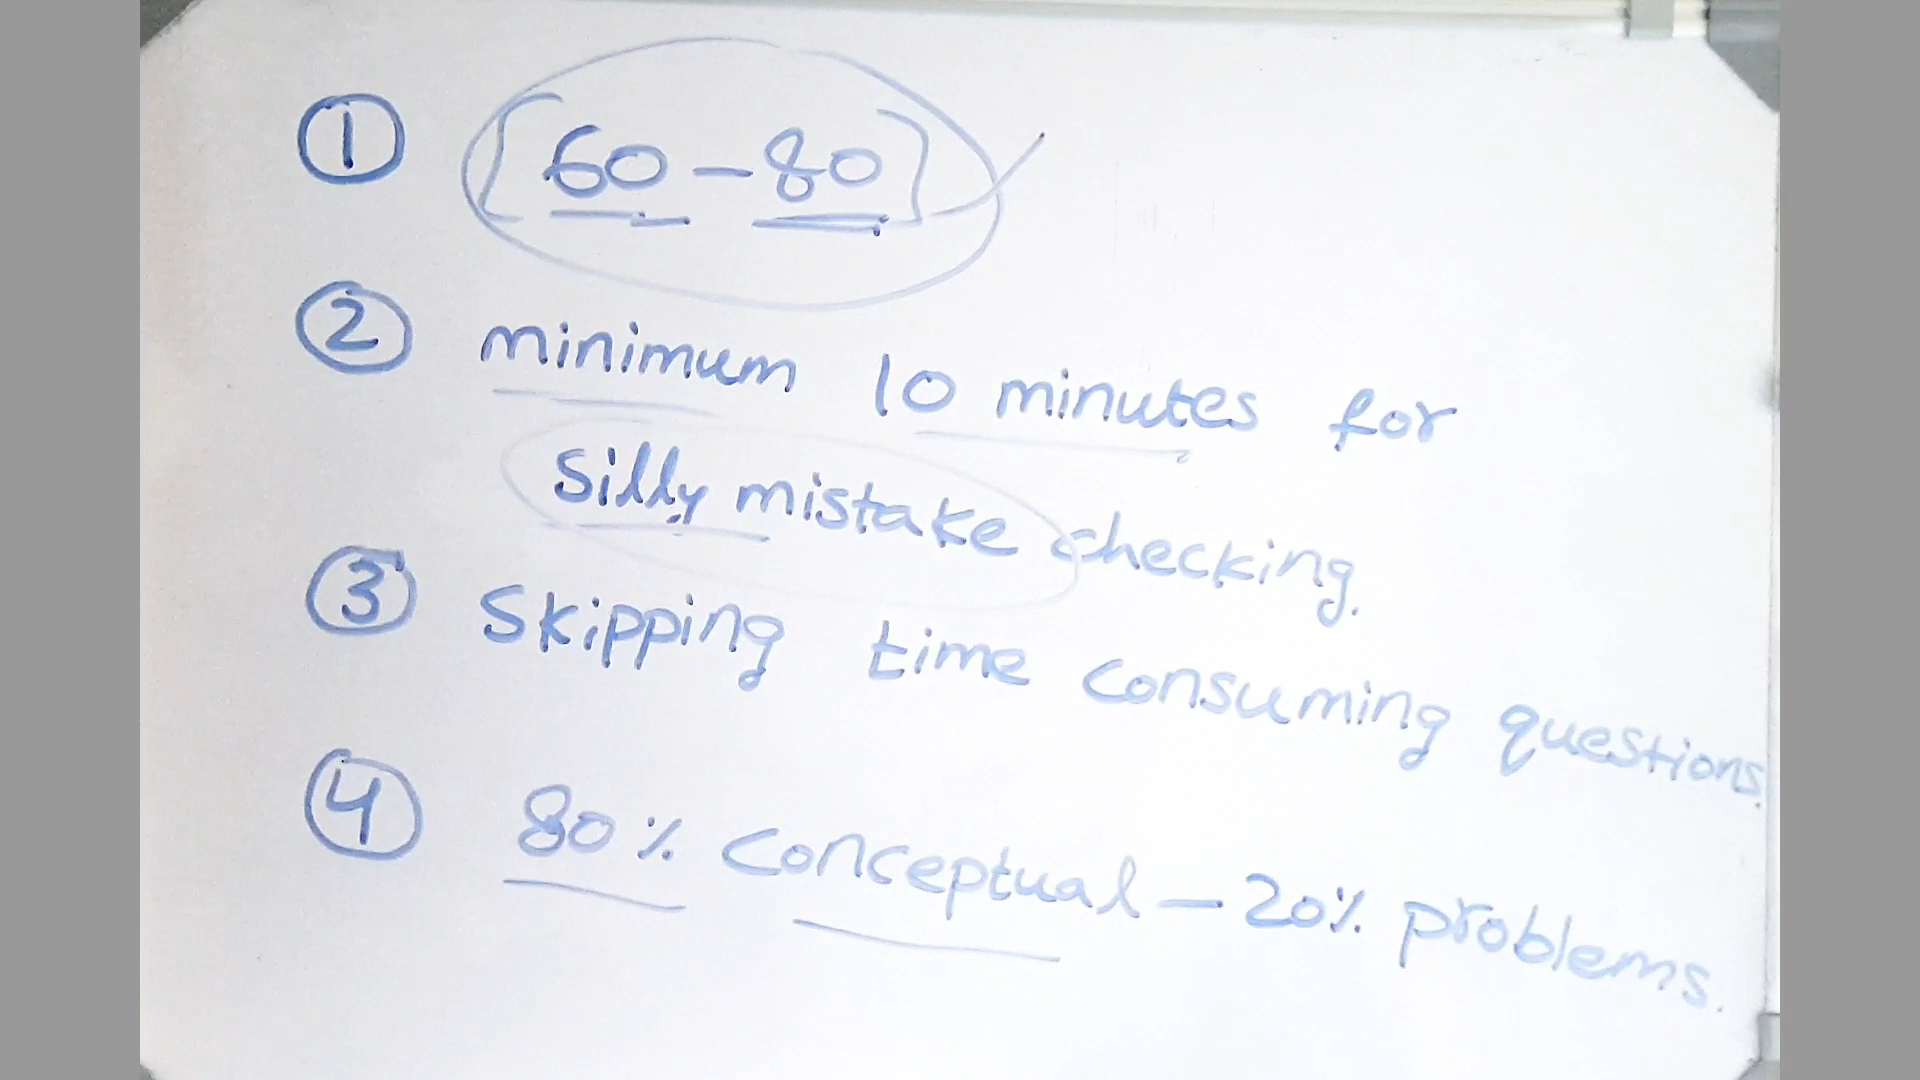 ① [60 - 80]
② minimum 10 minutes for
silly mistake checking.
③ Skipping time consuming questions.
④ 80% conceptual - 20% problems.